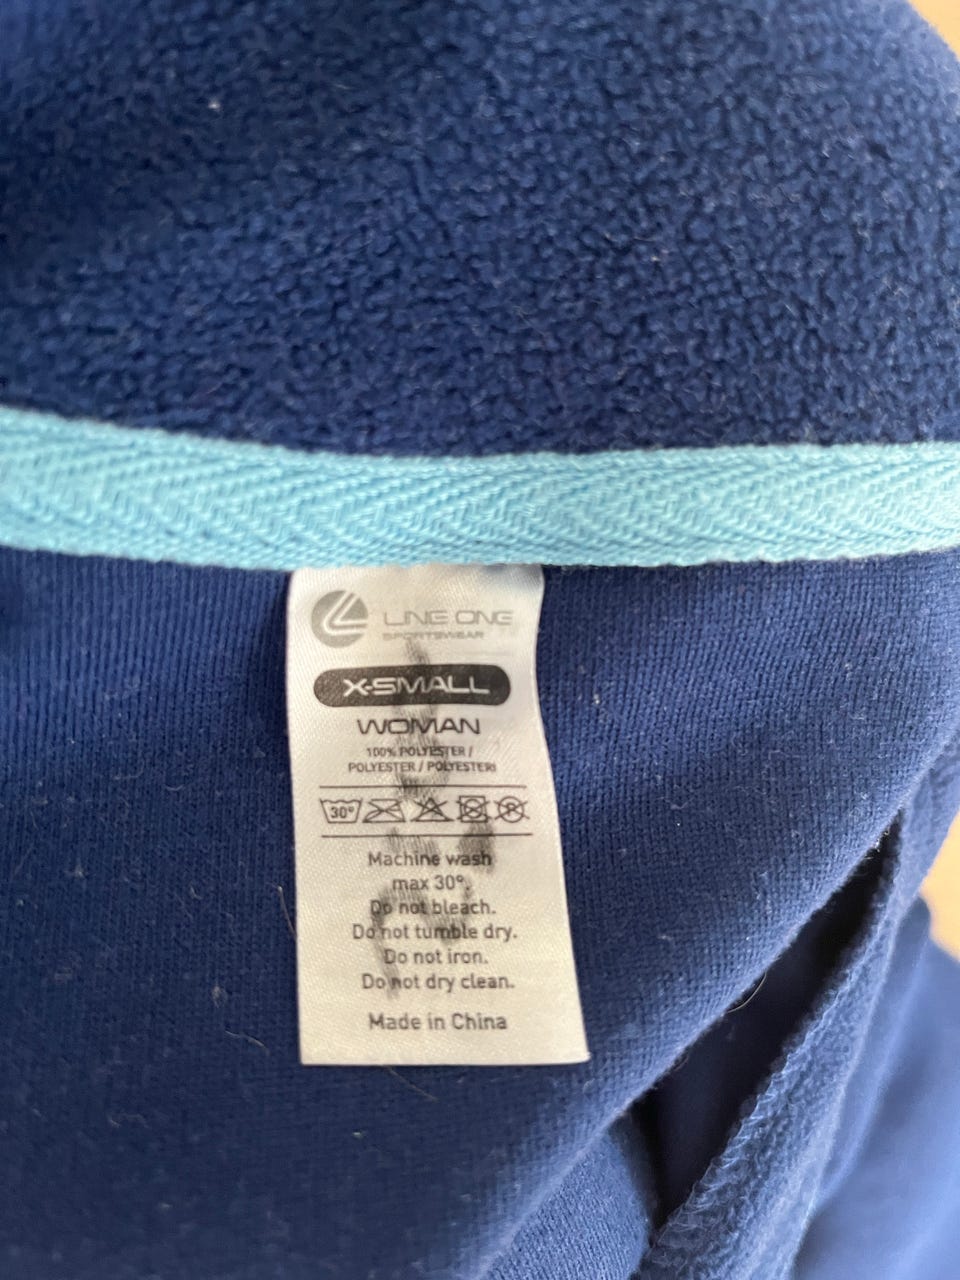 LINE ONE
SPORTSWEAR
X-SMALL
WOMAN
100% POLYESTER /
POLYESTER / POLYESTERI
30°
P
Machine wash
max 30°.
Do not bleach.
Do not tumble dry.
Do not iron.
Do not dry clean.
Made in China